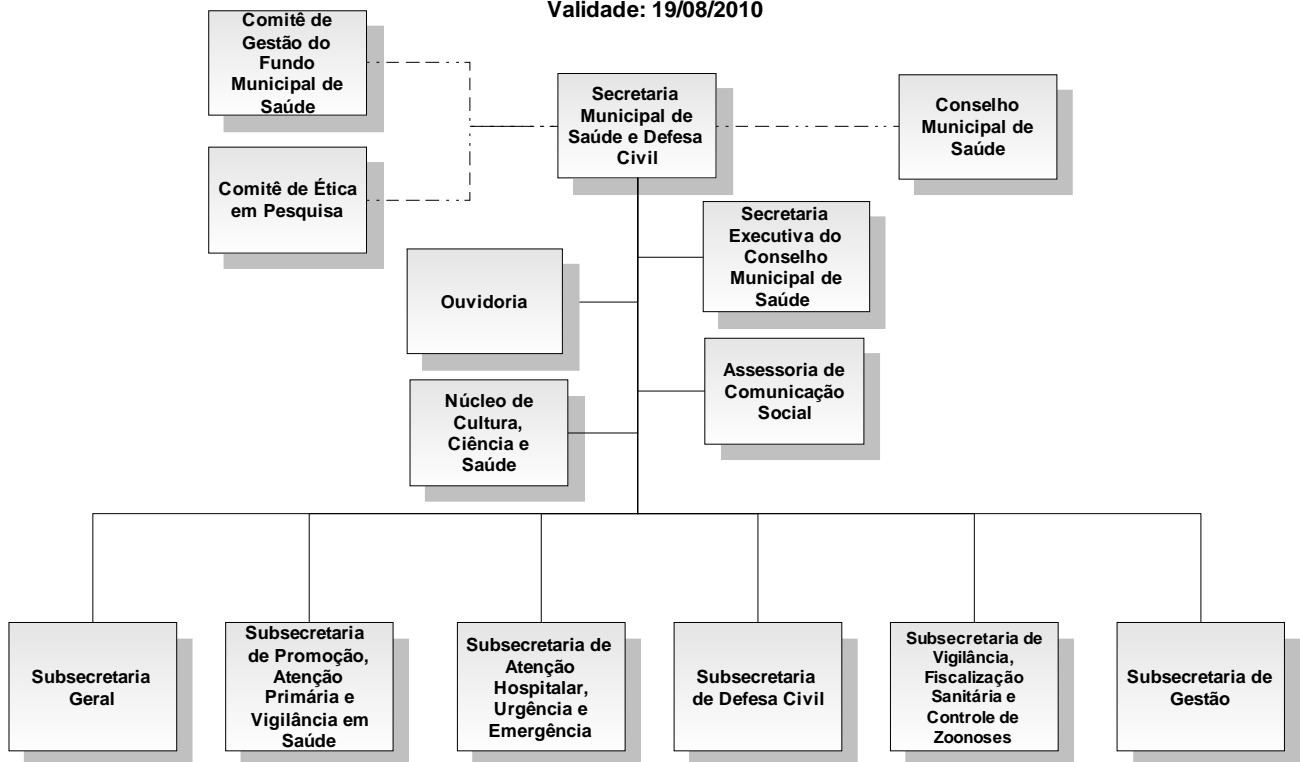 Validade: 19/08/2010
Comitê de
Gestão do
Fundo
Municipal de
Saúde
Secretaria
Municipal de
Saúde e Defesa
Civil
Conselho
Municipal de
Saúde
Comitê de Ética
em Pesquisa
Secretaria
Executiva do
Conselho
Municipal de
Saúde
Ouvidoria
Assessoria de
Comunicação
Social
Núcleo de
Cultura,
Ciência e
Saúde
Subsecretaria
Geral
Subsecretaria
de Promoção,
Atenção
Primária e
Vigilância em
Saúde
Subsecretaria de
Atenção
Hospitalar,
Urgência e
Emergência
Subsecretaria
de Defesa Civil
Subsecretaria de
Vigilância,
Fiscalização
Sanitária e
Controle de
Zoonoses
Subsecretaria de
Gestão